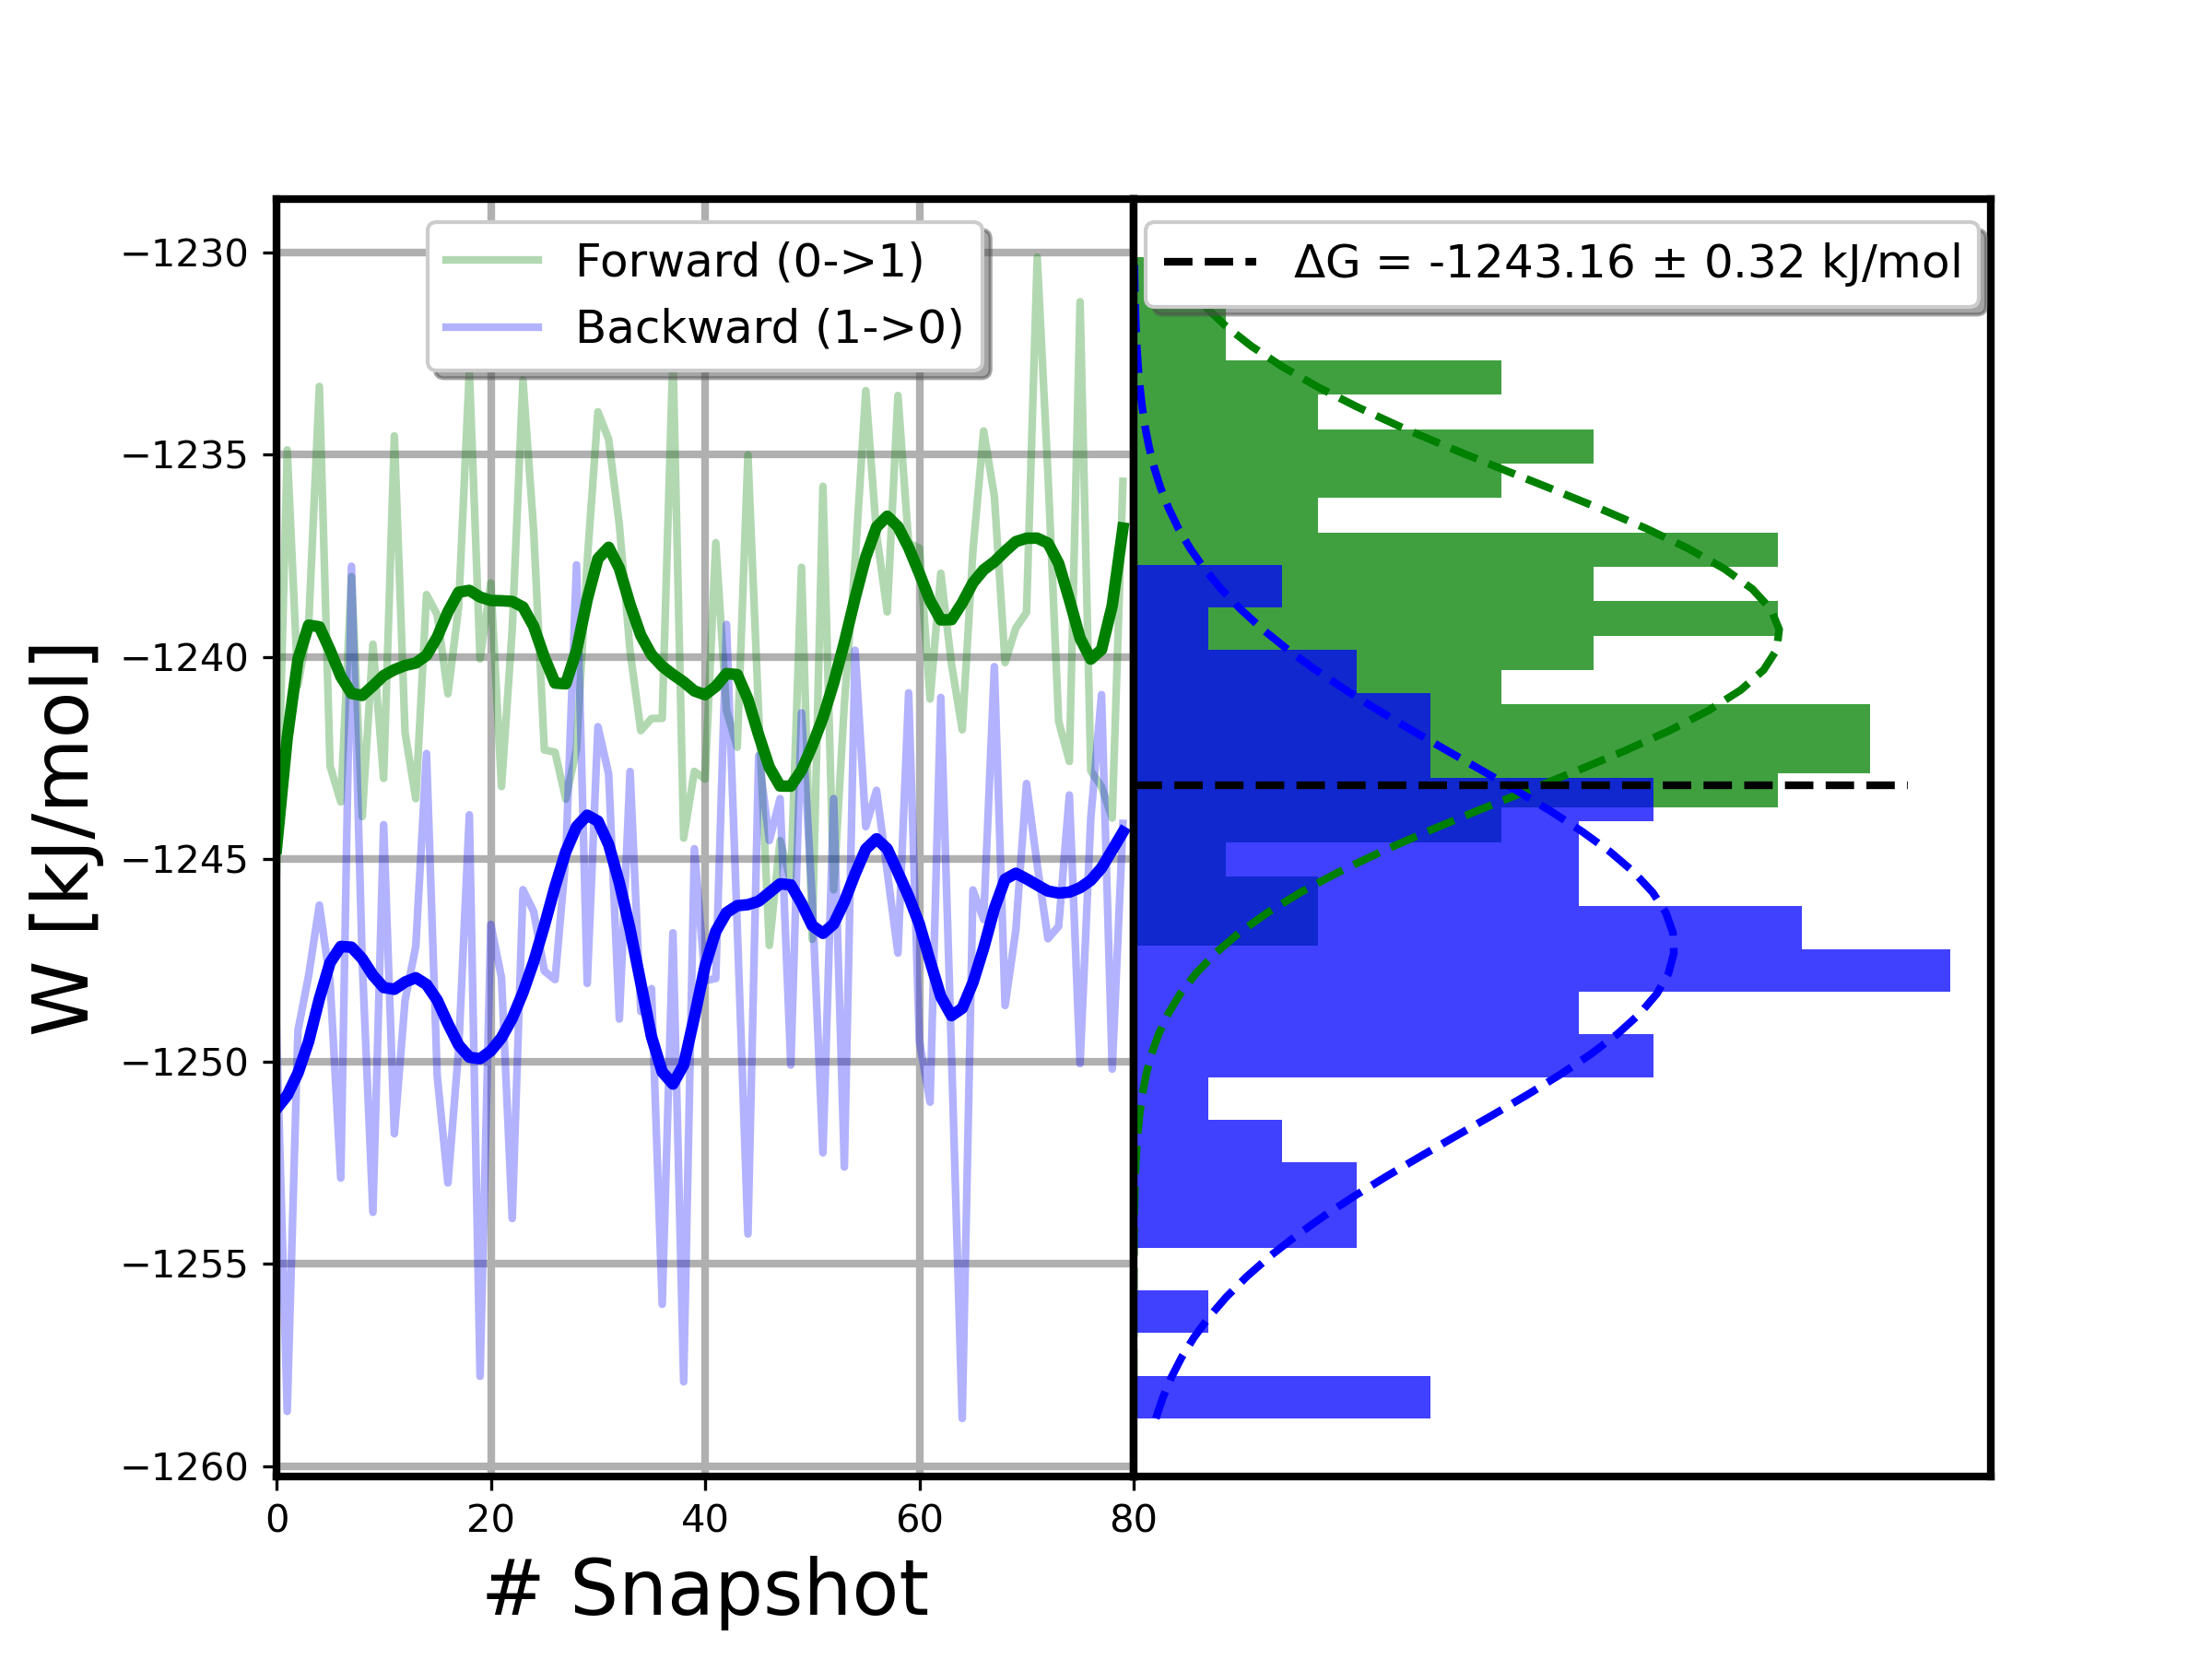 Forward (0->1)
Backward (1->0)
ΔG = -1243.16 ± 0.32 kJ/mol
W [kJ/mol]
−1230
−1235
−1240
−1245
−1250
−1255
−1260
0 20 40 60 80
# Snapshot